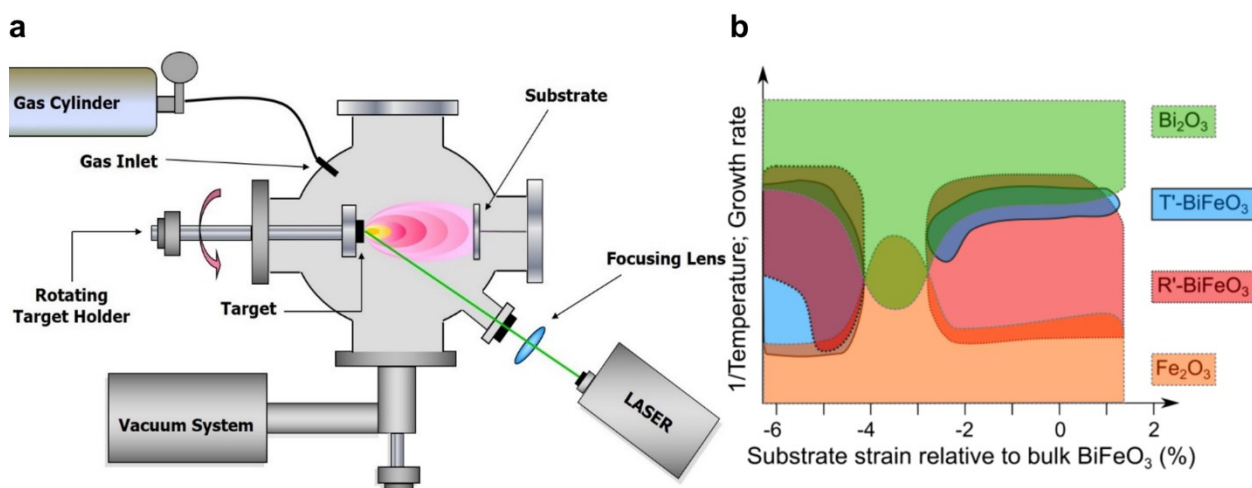 a
Gas Cylinder
Gas Inlet
Substrate
Focusing Lens
Rotating
Target Holder
Target
Vacuum System
LASER
b
1/Temperature; Growth rate
Bi₂O₃
T'-BiFeO₃
R'-BiFeO₃
Fe₂O₃
-6 -4 -2 0 2
Substrate strain relative to bulk BiFeO₃ (%)